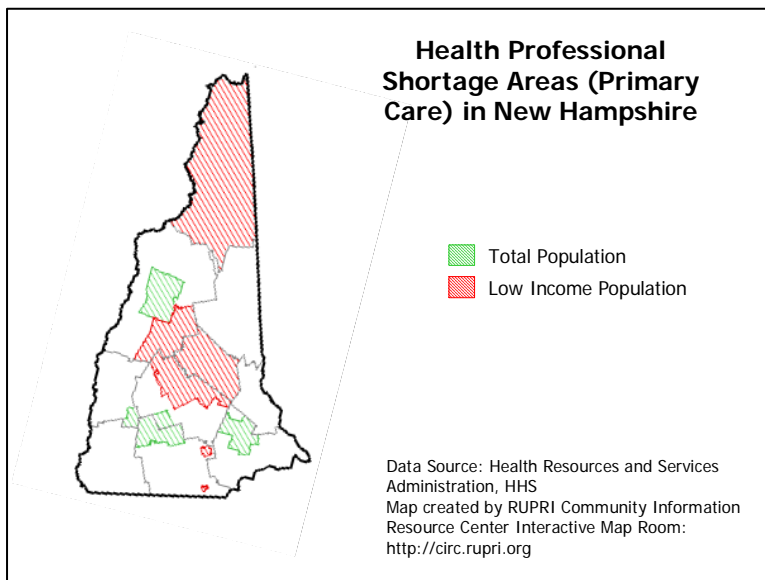 Health Professional
Shortage Areas (Primary
Care) in New Hampshire
Total Population
Low Income Population
Data Source: Health Resources and Services
Administration, HHS
Map created by RUPRI Community Information
Resource Center Interactive Map Room:
http://circ.rupri.org